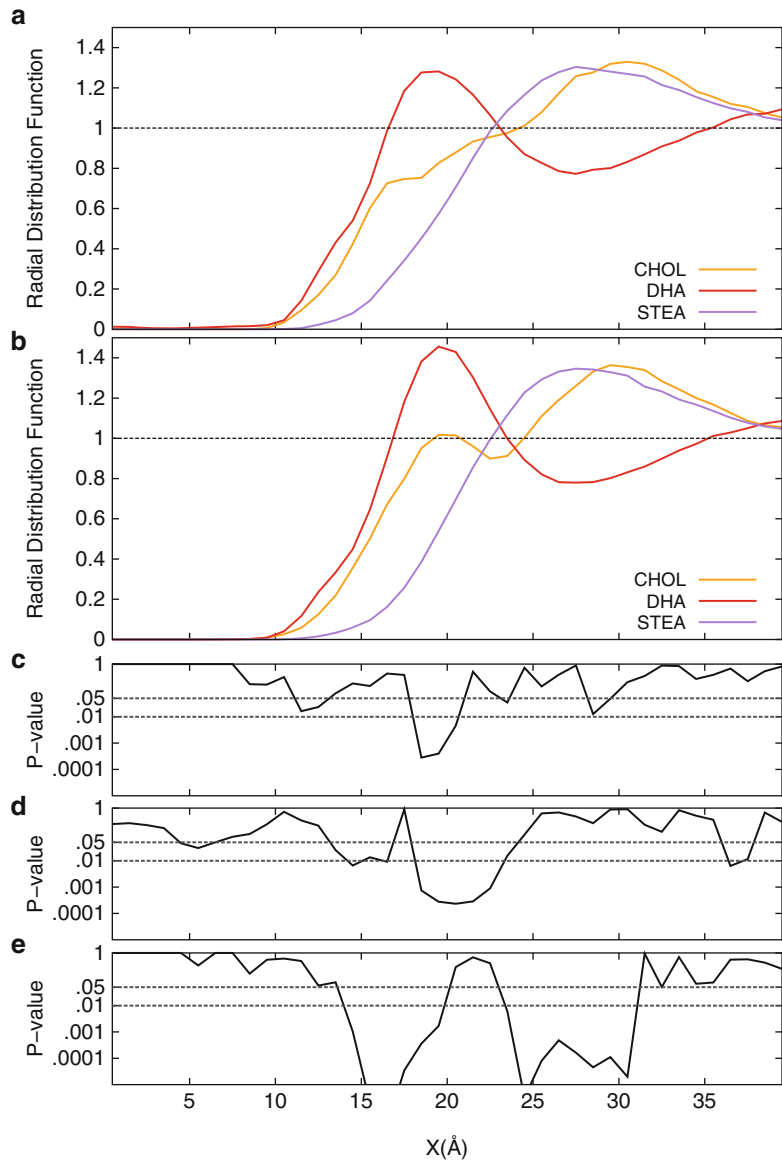 a
1.4
1.2
1
0.8
0.6
0.4
0.2
0
Radial Distribution Function
CHOL
DHA
STEA
b
1.4
1.2
1
0.8
0.6
0.4
0.2
0
Radial Distribution Function
CHOL
DHA
STEA
c
1
.05
.01
.001
.0001
P-value
d
1
.05
.01
.001
.0001
P-value
e
1
.05
.01
.001
.0001
P-value
5 10 15 20 25 30 35
X(Å)